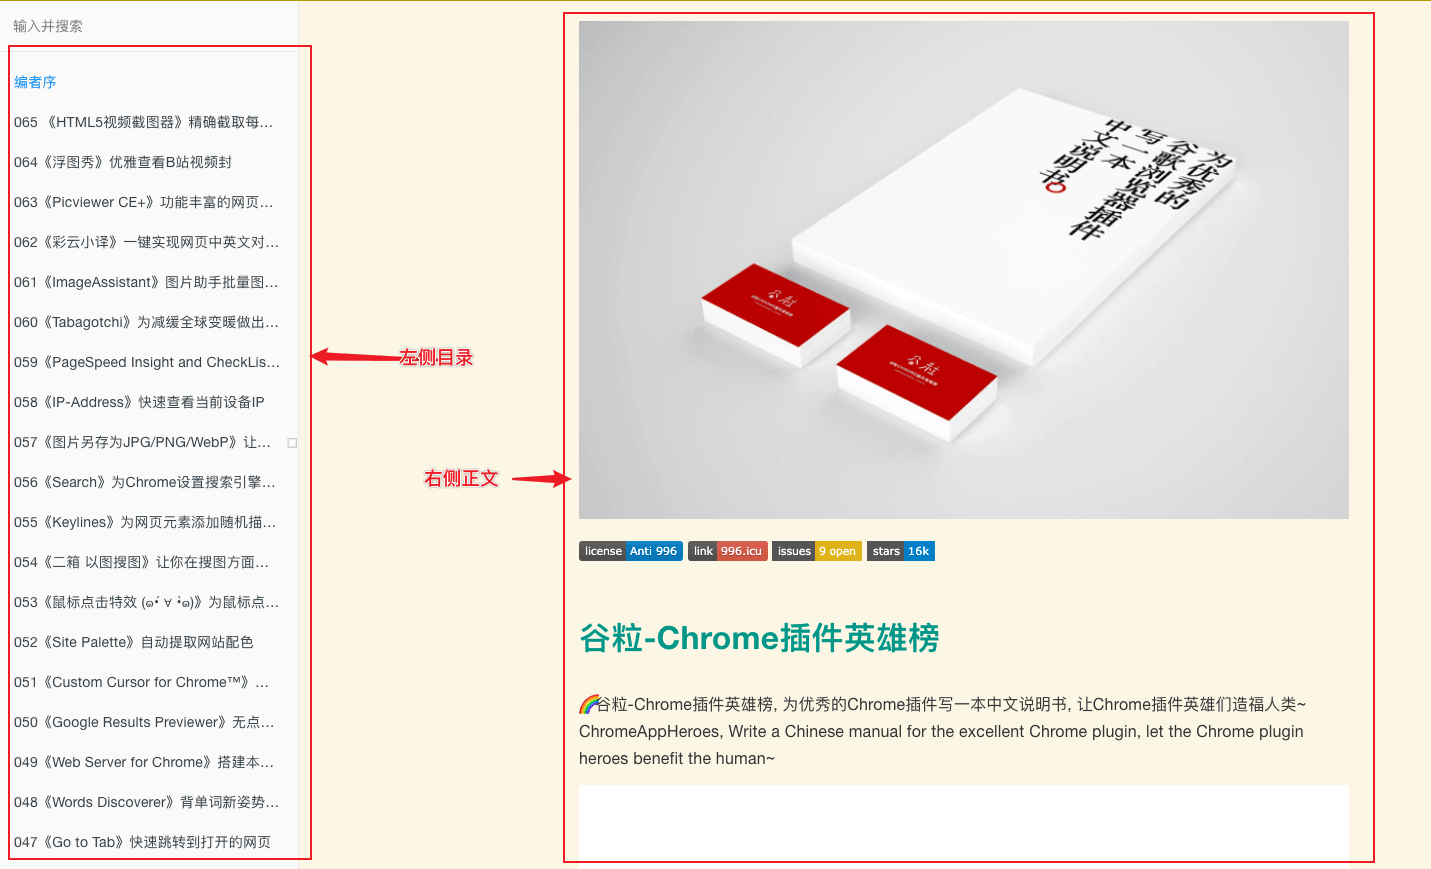 输入并搜索
编者序
065 《HTML5视频截图器》精确截取每...
064《浮图秀》优雅查看B站视频封
063《Picviewer CE+》功能丰富的网页...
062《彩云小译》一键实现网页中英文对...
061《ImageAssistant》图片助手批量图...
060《Tabagotchi》为减缓全球变暖做出...
059《PageSpeed Insight and CheckLis...
058《IP-Address》快速查看当前设备IP
057《图片另存为JPG/PNG/WebP》让...
056《Search》为Chrome设置搜索引擎...
055《Keylines》为网页元素添加随机描...
054《二箱 以图搜图》让你在搜图方面...
053《鼠标点击特效 (๑•́ ∀ •̀๑)》为鼠标点...
052《Site Palette》自动提取网站配色
051《Custom Cursor for Chrome™》...
050《Google Results Previewer》无点...
049《Web Server for Chrome》搭建本...
048《Words Discoverer》背单词新姿势...
047《Go to Tab》快速跳转到打开的网页
左侧目录
右侧正文
为优秀的
谷歌浏览器插件
写一本
中文说明书
公社
公社
license Anti 996 link 996.icu issues 9 open stars 16k
谷粒-Chrome插件英雄榜
🌈谷粒-Chrome插件英雄榜, 为优秀的Chrome插件写一本中文说明书, 让Chrome插件英雄们造福人类~
ChromeAppHeroes, Write a Chinese manual for the excellent Chrome plugin, let the Chrome plugin
heroes benefit the human~